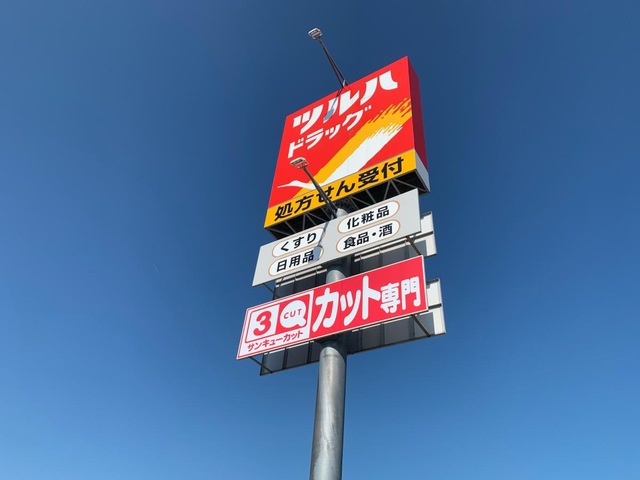 ツルハ
ドラッグ
処方せん受付
くすり 化粧品
日用品 食品・酒
3Q CUT カット専門
サンキューカット